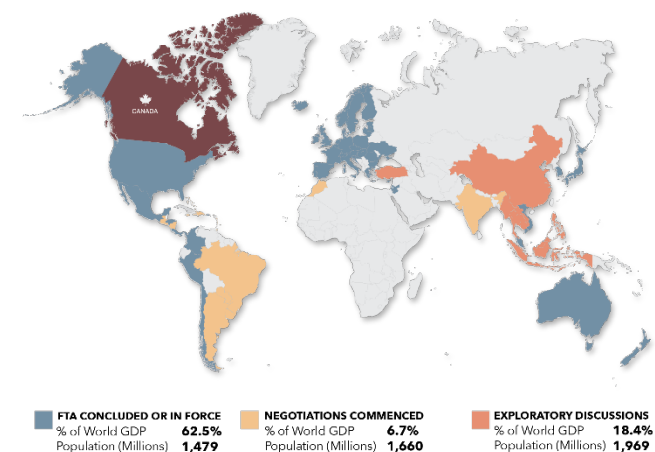 CANADA
FTA CONCLUDED OR IN FORCE
% of World GDP 62.5%
Population (Millions) 1,479
NEGOTIATIONS COMMENCED
% of World GDP 6.7%
Population (Millions) 1,660
EXPLORATORY DISCUSSIONS
% of World GDP 18.4%
Population (Millions) 1,969